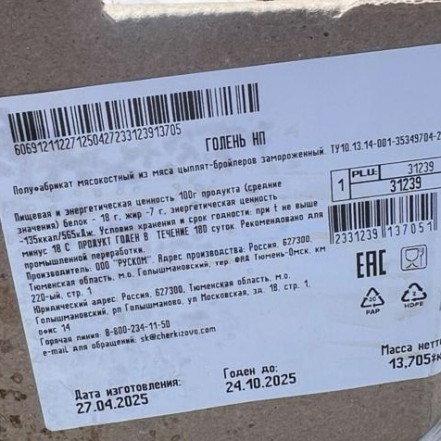 606912112271250427233123913705
ГОЛЕНЬ НП
Полуфабрикат мясокостный из мяса цыплят-бройлеров замороженный. ТУ10.13.14-001-35349704-2
Пищевая и энергетическая ценность 100г продукта (средние
значения) Белок - 18 г, жир -7 г, энергетическая ценность
-135ккал/565кДж. Условия хранения и срок годности: при t не выше
минус 18 С ПРОДУКТ ГОДЕН В ТЕЧЕНИЕ 180 СУТОК. Рекомендовано для
промышленной переработки.
Производитель: ООО "РУСКОМ". Адрес производства: Россия, 627300,
Тюменская область, м.о. Голышмановский, тер. ФАД Тюмень-Омск, км
220-ый, стр. 1
Юридический адрес: Россия, 627300, Тюменская область,
Голышмановский, рп Голышманово, ул Московская, зд. 18, стр. 1,
офис 14
Горячая линия: 8-800-234-11-50
e-mail для обращений: sk@cherkizovo.com
1
PLU:
31239
31239
2331239137051
EAC
20
PAP
2
HDPE
Дата изготовления:
27.04.2025
Годен до:
24.10.2025
Масса нетто
13,705